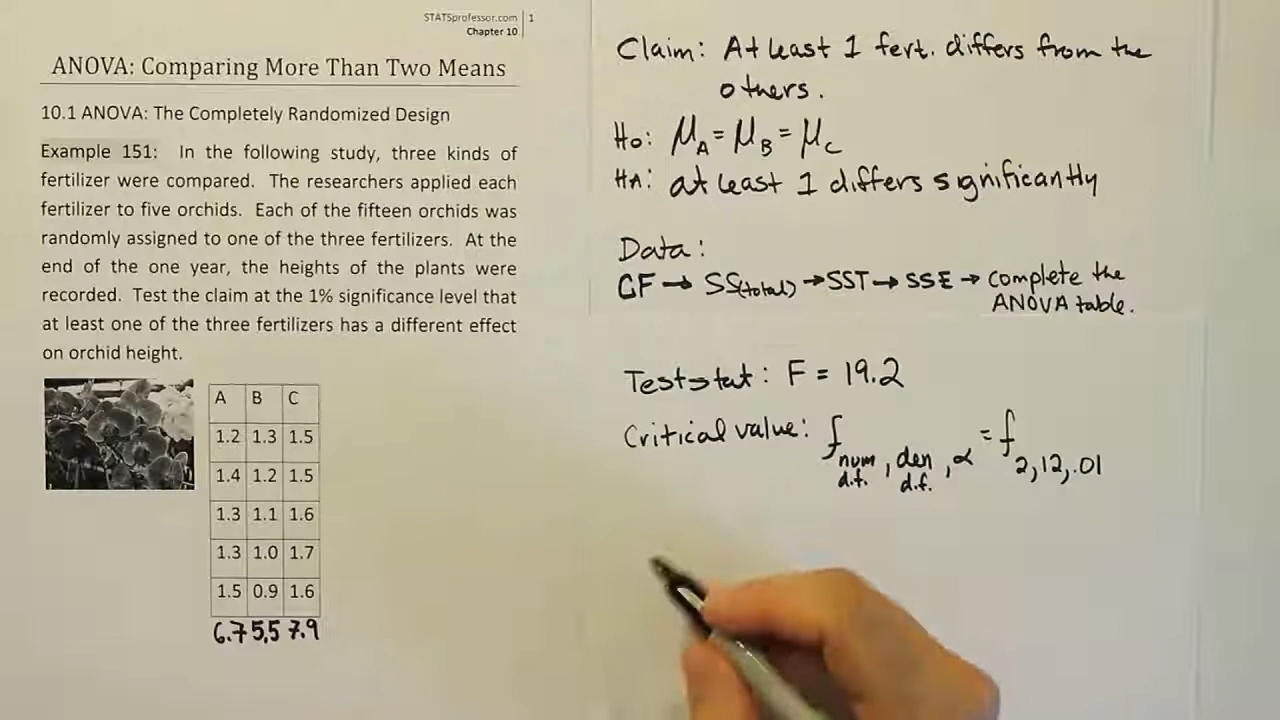 STATSprofessor.com 1
Chapter 10
ANOVA: Comparing More Than Two Means
10.1 ANOVA: The Completely Randomized Design
Example 151: In the following study, three kinds of
fertilizer were compared. The researchers applied each
fertilizer to five orchids. Each of the fifteen orchids was
randomly assigned to one of the three fertilizers. At the
end of the one year, the heights of the plants were
recorded. Test the claim at the 1% significance level that
at least one of the three fertilizers has a different effect
on orchid height.
A B C
1.2 1.3 1.5
1.4 1.2 1.5
1.3 1.1 1.6
1.3 1.0 1.7
1.5 0.9 1.6
6.7 5.5 7.9
Claim: At least 1 fert. differs from the
others.
Ho: μA = μB = μC
HA: at least 1 differs significantly
Data:
CF → SS(total) → SST → SSE → complete the
ANOVA table.
Test stat: F = 19.2
Critical value: f num d.f., den d.f., α = f 2,12,.01